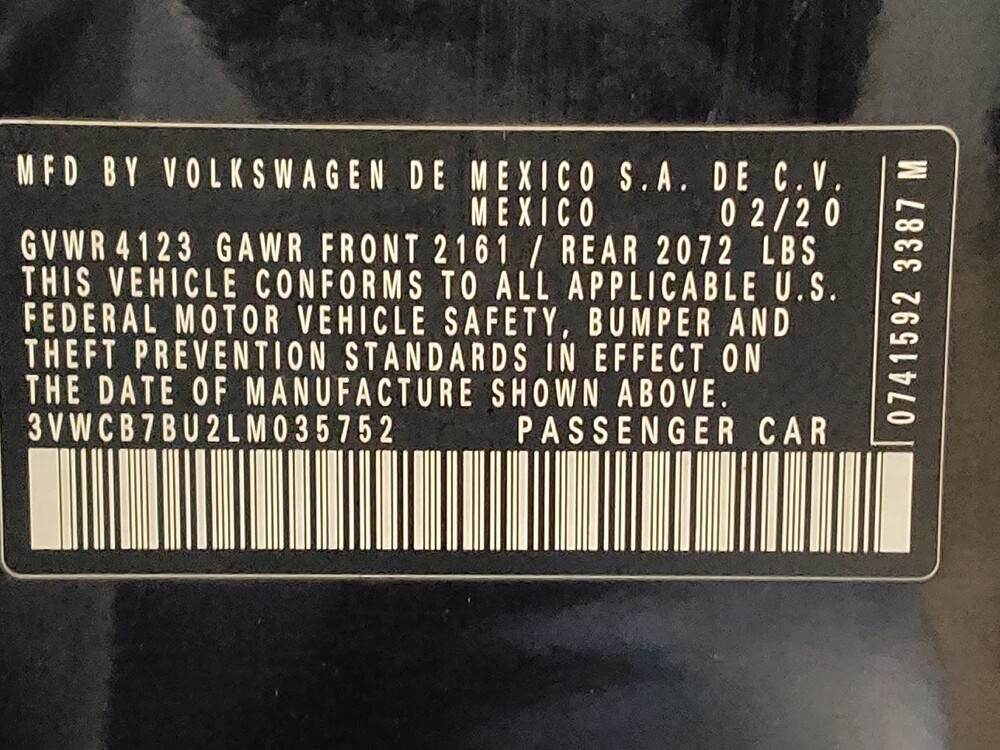 MFD BY VOLKSWAGEN DE MEXICO S.A. DE C.V.
MEXICO 02/20
GVWR 4123 GAWR FRONT 2161 / REAR 2072 LBS
THIS VEHICLE CONFORMS TO ALL APPLICABLE U.S.
FEDERAL MOTOR VEHICLE SAFETY, BUMPER AND
THEFT PREVENTION STANDARDS IN EFFECT ON
THE DATE OF MANUFACTURE SHOWN ABOVE.
3VWCB7BU2LM035752 PASSENGER CAR
0741592 3387 M